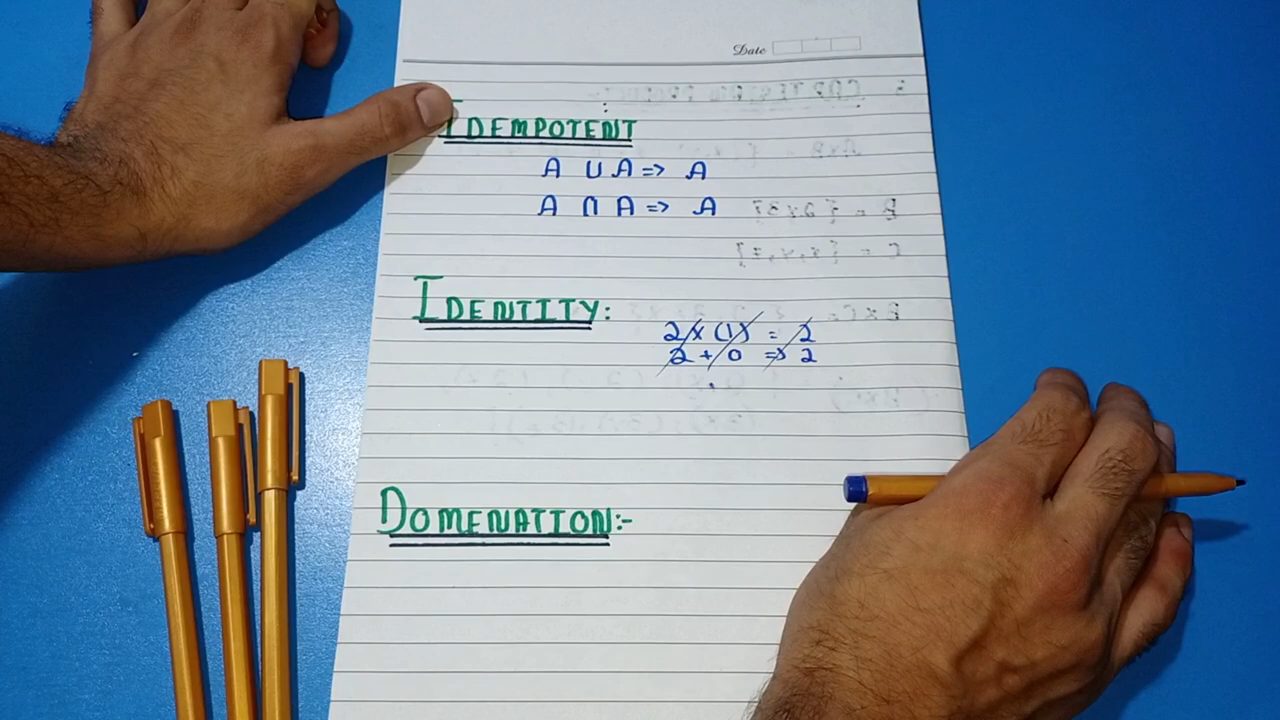 Date
IDEMPOTENT:
A U A => A
A ∩ A => A
IDENTITY:
2 x (1) = 2
2 + 0 => 2
DOMENATION:-